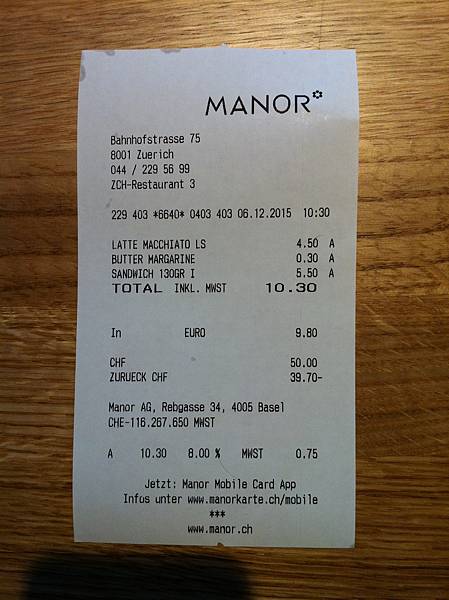 MANOR
Bahnhofstrasse 75
8001 Zuerich
044 / 229 56 99
ZCH-Restaurant 3
229 403 *6640* 0403 403 06.12.2015 10:30
LATTE MACCHIATO LS 4.50 A
BUTTER MARGARINE 0.30 A
SANDWICH 130GR I 5.50 A
TOTAL INKL. MWST 10.30
In EURO 9.80
CHF 50.00
ZURUECK CHF 39.70-
Manor AG, Rebgasse 34, 4005 Basel
CHE-116.267.650 MWST
A 10.30 8.00 % MWST 0.75
Jetzt: Manor Mobile Card App
Infos unter www.manorkarte.ch/mobile
***
www.manor.ch